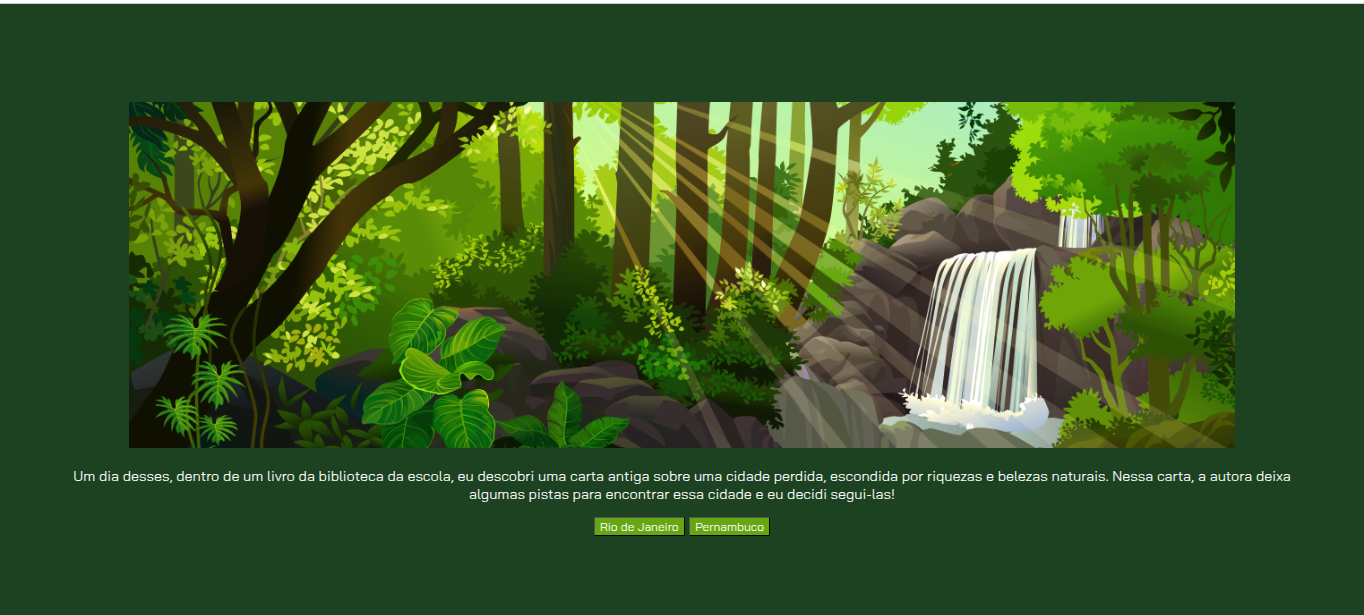 Um dia desses, dentro de um livro da biblioteca da escola, eu descobri uma carta antiga sobre uma cidade perdida, escondida por riquezas e belezas naturais. Nessa carta, a autora deixa
algumas pistas para encontrar essa cidade e eu decidi segui-las!
Rio de Janeiro Pernambuco